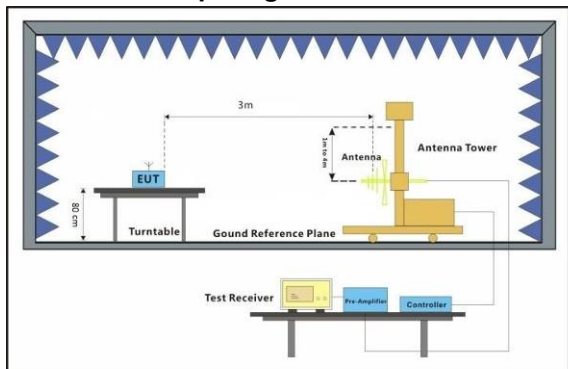 3m
1m to 4m
Antenna
Antenna Tower
EUT
80 cm
Turntable
Gound Reference Plane
Test Receiver
Pre-Amplifier
Controller